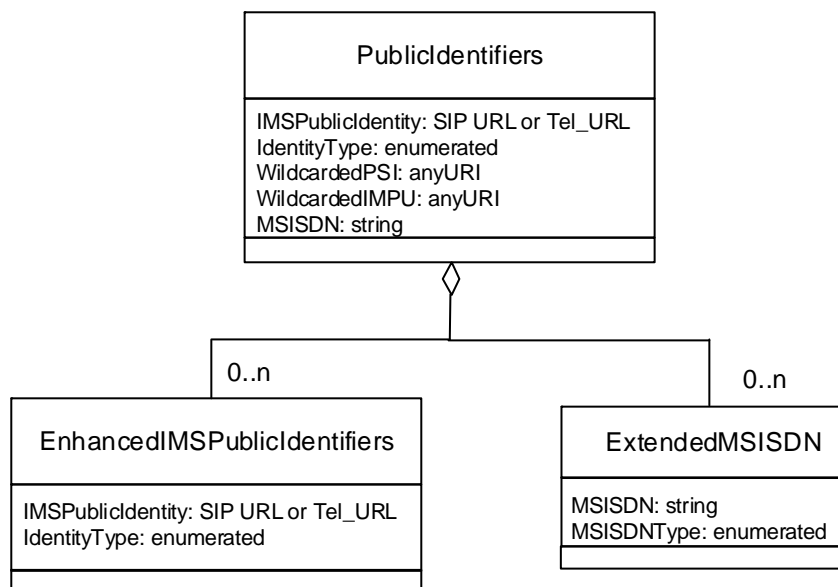 PublicIdentifiers
IMSPublicIdentity: SIP URL or Tel_URL
IdentityType: enumerated
WildcardedPSI: anyURI
WildcardedIMPU: anyURI
MSISDN: string
0..n
0..n
EnhancedIMSPublicIdentifiers
IMSPublicIdentity: SIP URL or Tel_URL
IdentityType: enumerated
ExtendedMSISDN
MSISDN: string
MSISDNType: enumerated